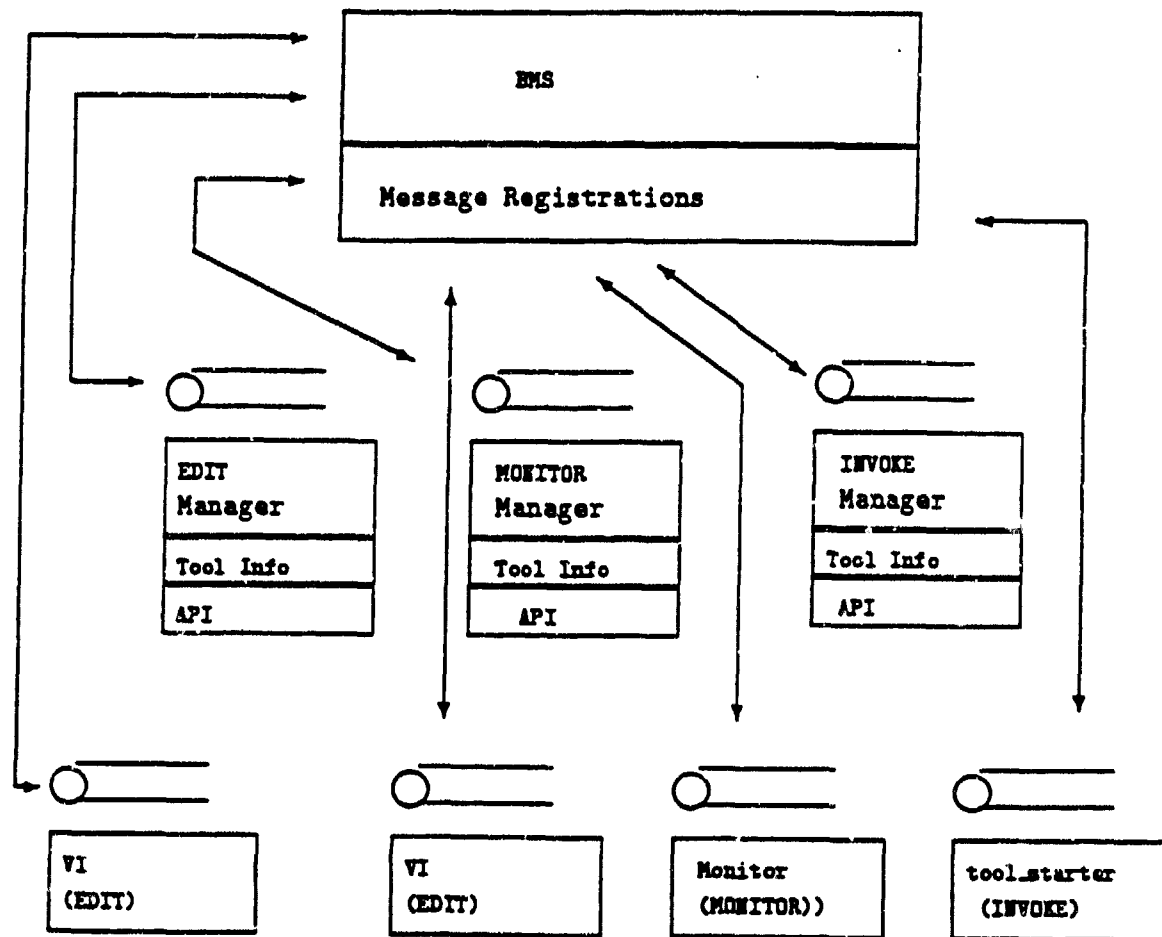 BMS
Message Registrations
EDIT
Manager
Tool Info
API
MONITOR
Manager
Tool Info
API
INVOKE
Manager
Tool Info
API
VI
(EDIT)
VI
(EDIT)
Monitor
(MONITOR))
tool_starter
(INVOKE)